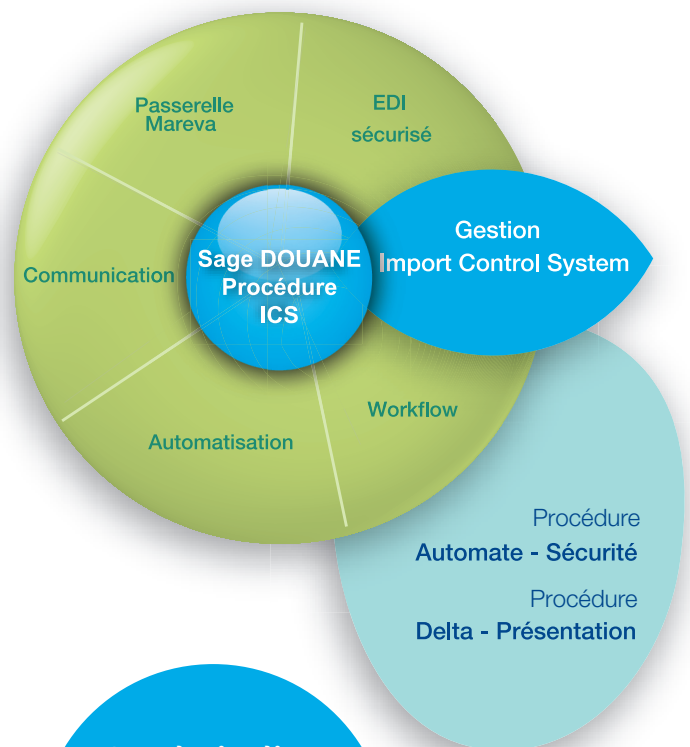 Passerelle
Mareva
EDI
sécurisé
Gestion
Import Control System
Sage DOUANE
Procédure
ICS
Communication
Workflow
Automatisation
Procédure
Automate - Sécurité
Procédure
Delta - Présentation